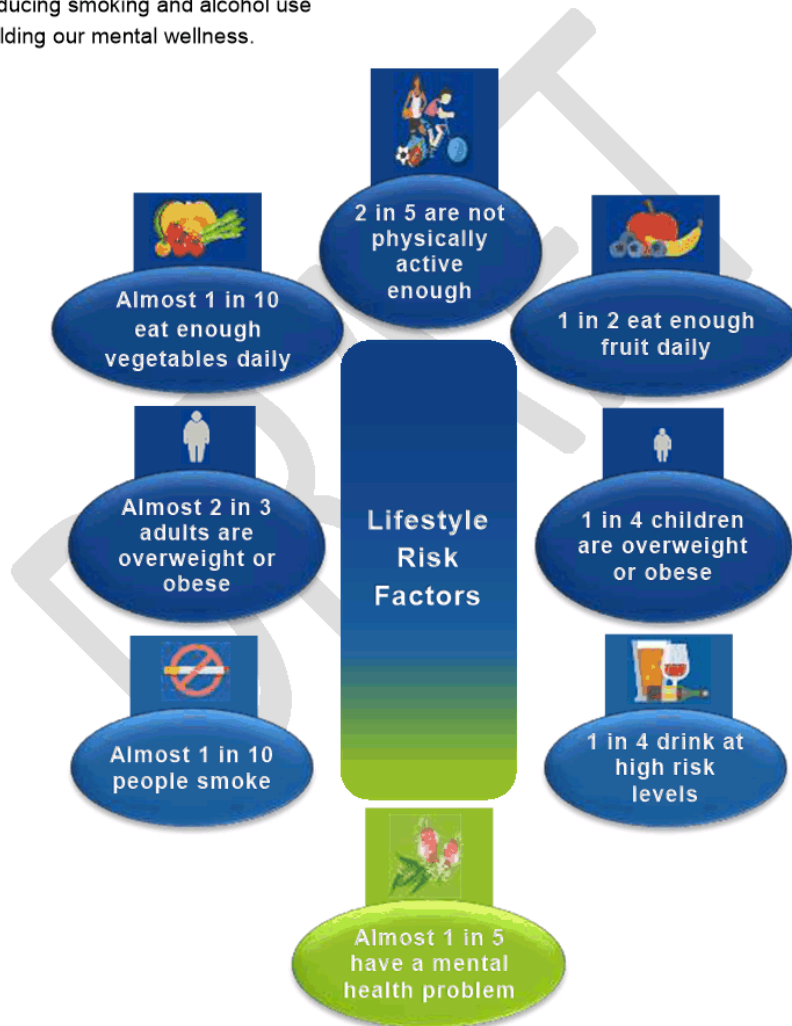 ducing smoking and alcohol use
lding our mental wellness.
2 in 5 are not
physically
active
enough
Almost 1 in 10
eat enough
vegetables daily
1 in 2 eat enough
fruit daily
Almost 2 in 3
adults are
overweight or
obese
Lifestyle
Risk
Factors
1 in 4 children
are overweight
or obese
Almost 1 in 10
people smoke
1 in 4 drink at
high risk
levels
Almost 1 in 5
have a mental
health problem
DRAFT